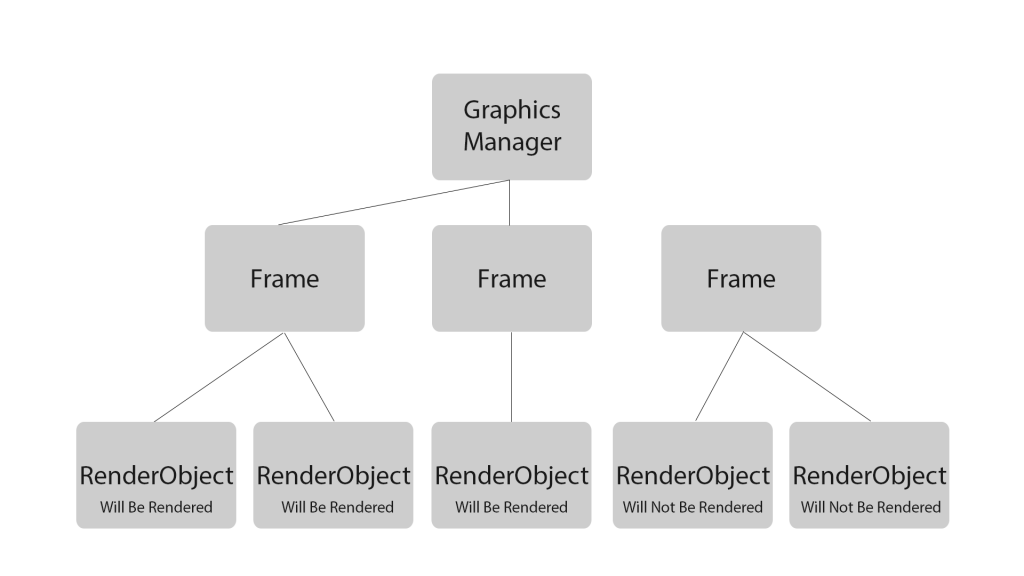 Graphics
Manager
Frame
Frame
Frame
RenderObject
Will Be Rendered
RenderObject
Will Be Rendered
RenderObject
Will Be Rendered
RenderObject
Will Not Be Rendered
RenderObject
Will Not Be Rendered